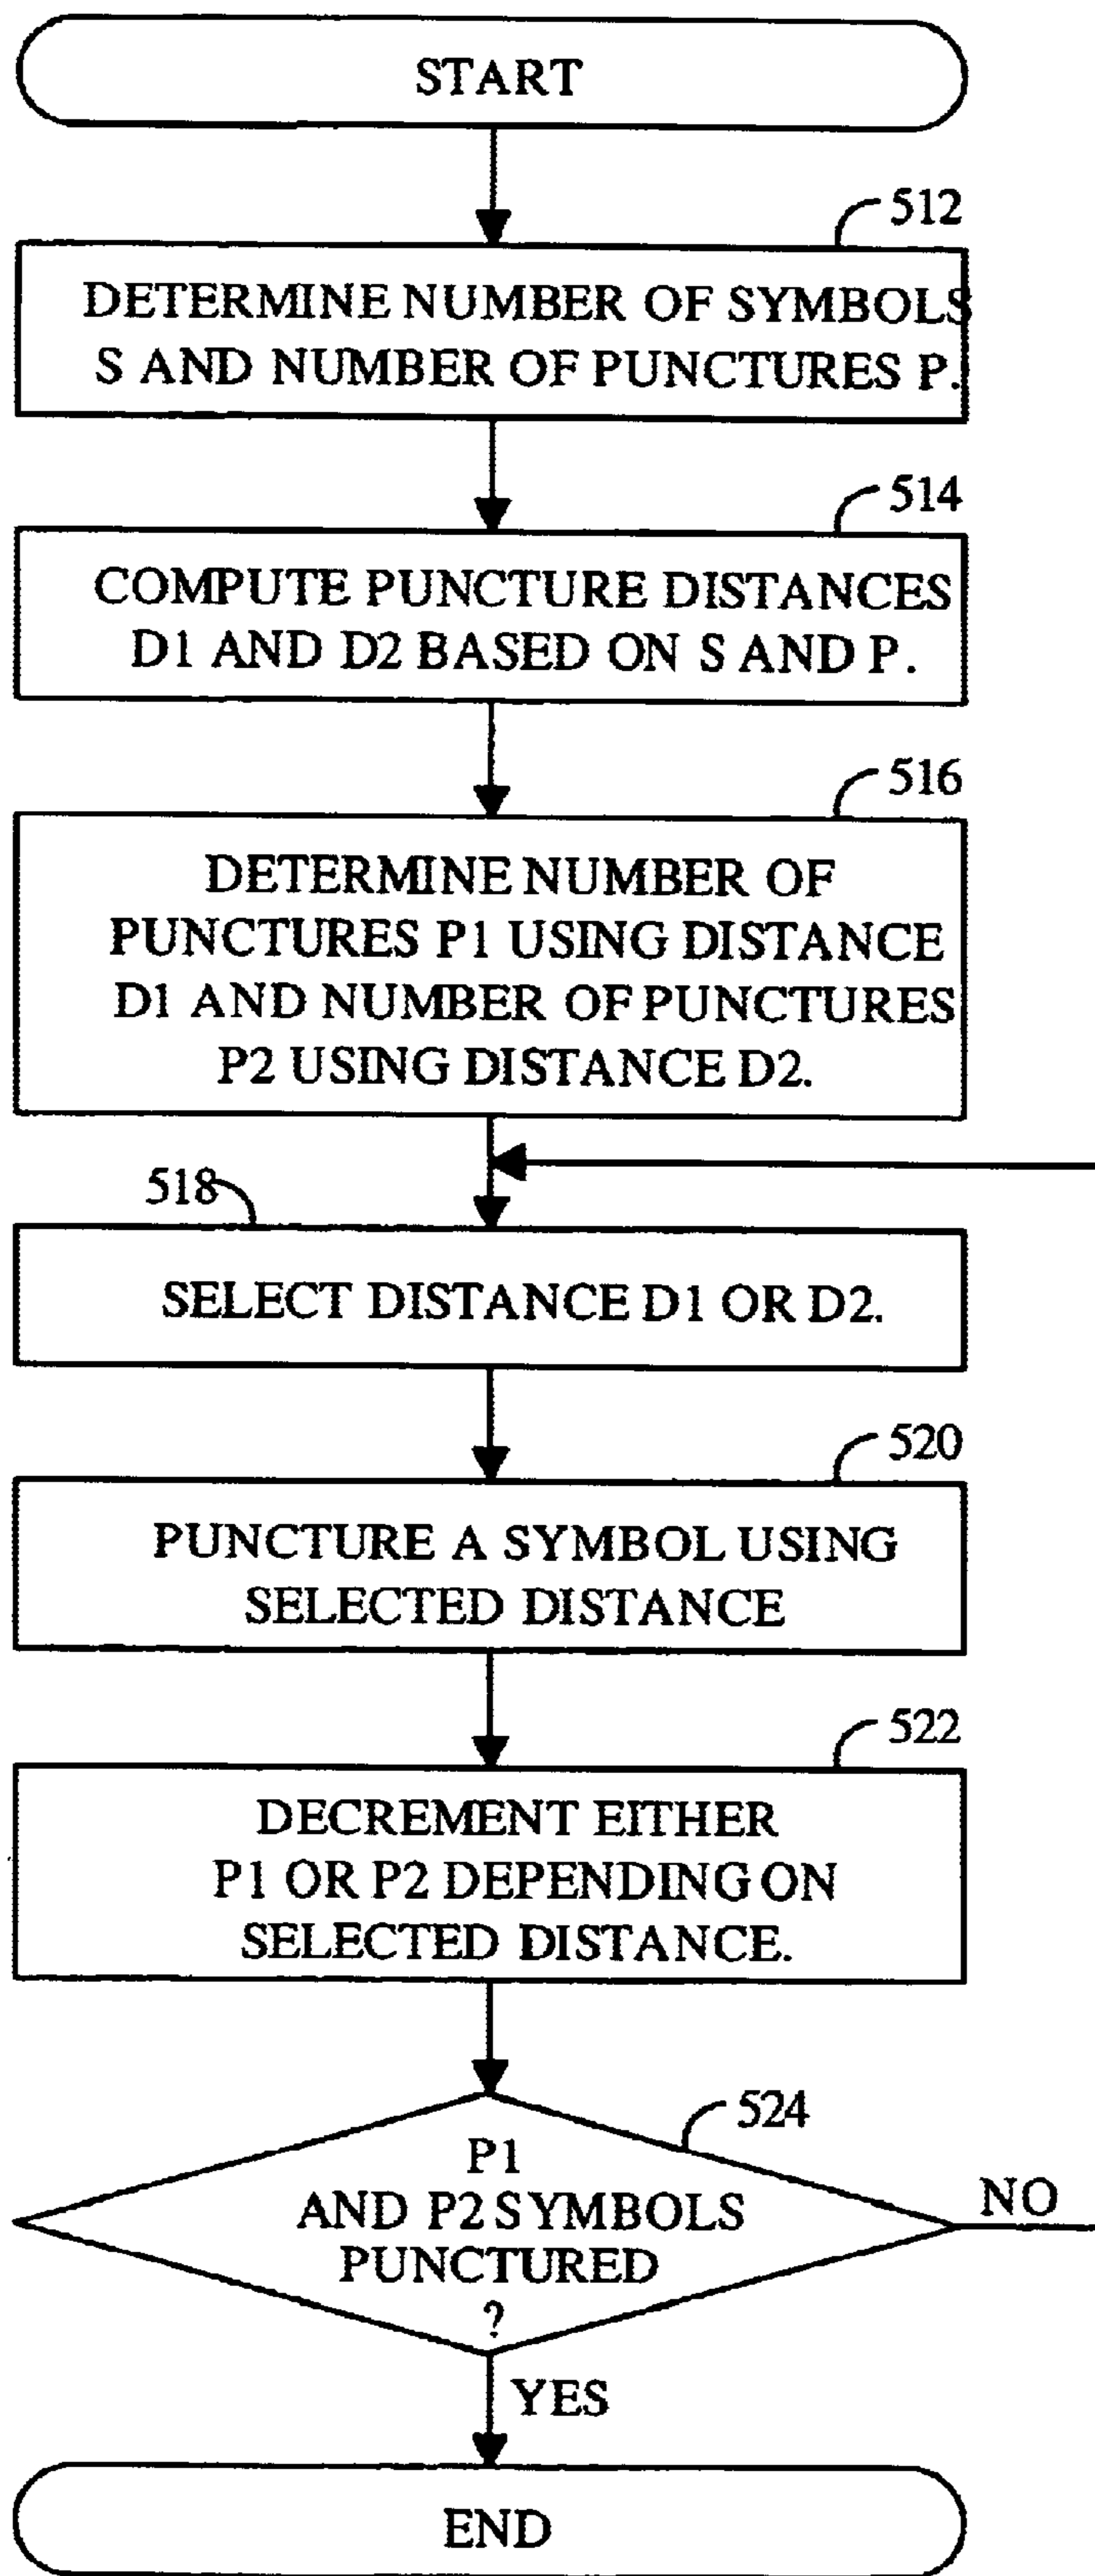 START
512
DETERMINE NUMBER OF SYMBOLS
S AND NUMBER OF PUNCTURES P.
514
COMPUTE PUNCTURE DISTANCES
D1 AND D2 BASED ON S AND P.
516
DETERMINE NUMBER OF
PUNCTURES P1 USING DISTANCE
D1 AND NUMBER OF PUNCTURES
P2 USING DISTANCE D2.
518
SELECT DISTANCE D1 OR D2.
520
PUNCTURE A SYMBOL USING
SELECTED DISTANCE
522
DECREMENT EITHER
P1 OR P2 DEPENDING ON
SELECTED DISTANCE.
524
P1
AND P2 SYMBOLS
PUNCTURED
?
NO
YES
END